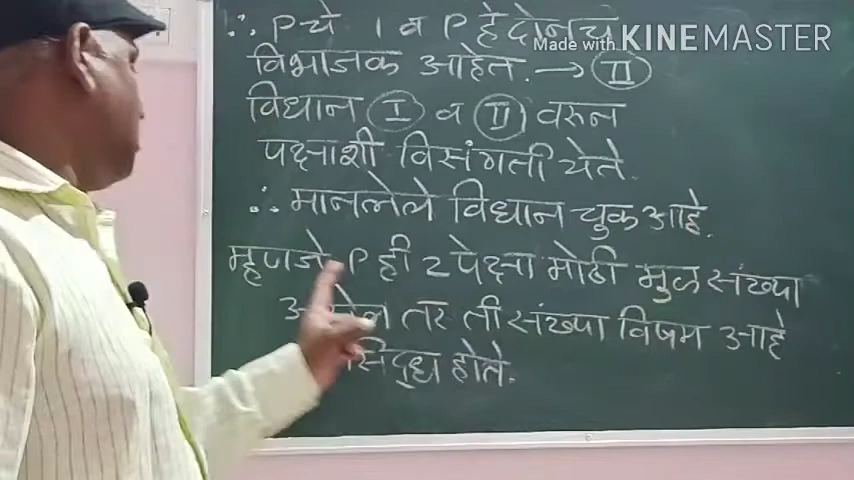 ∴ P चे 1 व P हे दोनच
Made with KINEMASTER
विभाजक आहेत. → II
विधान I व II वरुन
पक्षाशी विसंगती येते.
∴ मानलेले विधान चुक आहे.
म्हणजे P ही 2 पेक्षा मोठी मुळ संख्या
तर ती संख्या विषम आहे
सिद्ध होते.